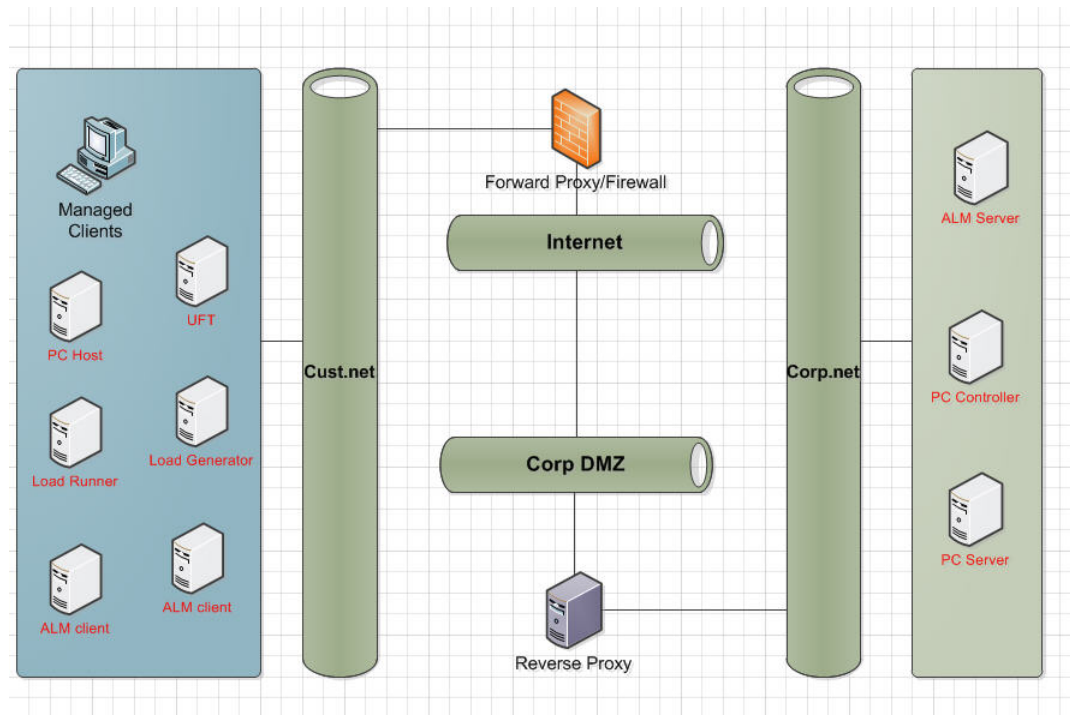 Managed
Clients
UFT
PC Host
Load Generator
Load Runner
ALM client
ALM client
Cust.net
Forward Proxy/Firewall
Internet
Corp DMZ
Reverse Proxy
Corp.net
ALM Server
PC Controller
PC Server